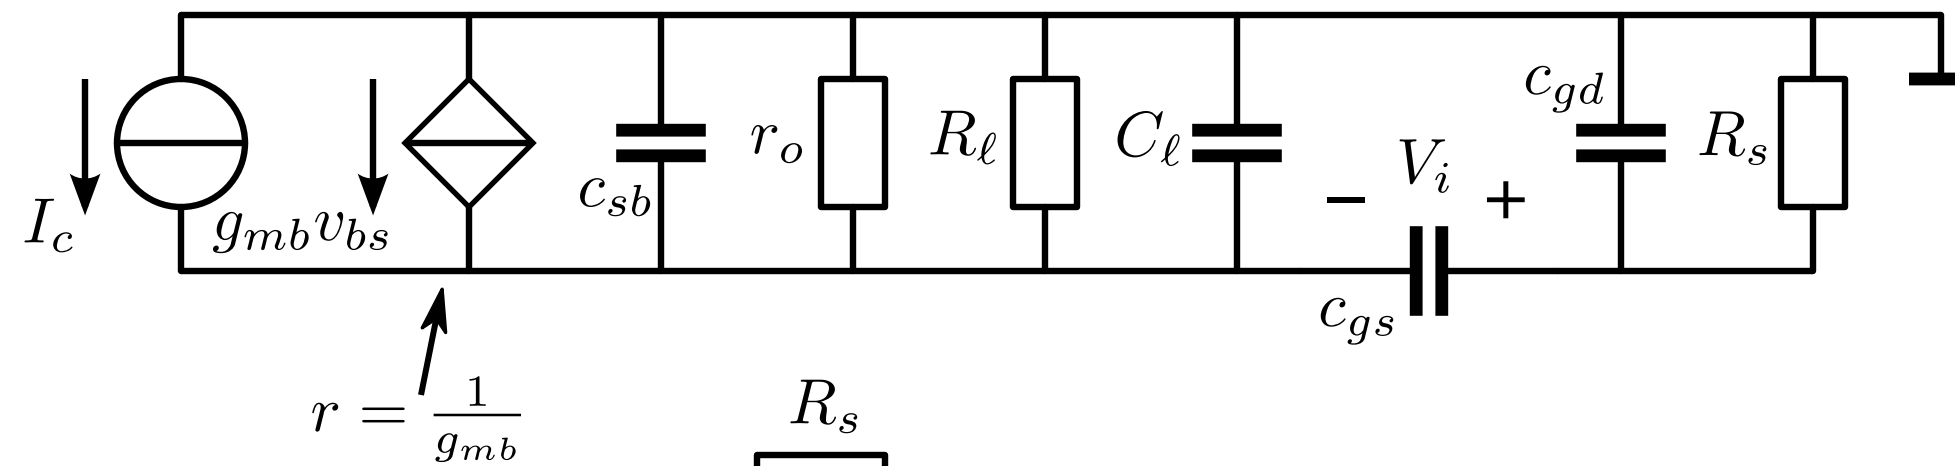 I_c
g_{mb}v_{bs}
c_{sb}
r_o
R_ℓ
C_ℓ
− V_i +
c_{gs}
c_{gd}
R_s
r = \frac{1}{g_{mb}}
R_s